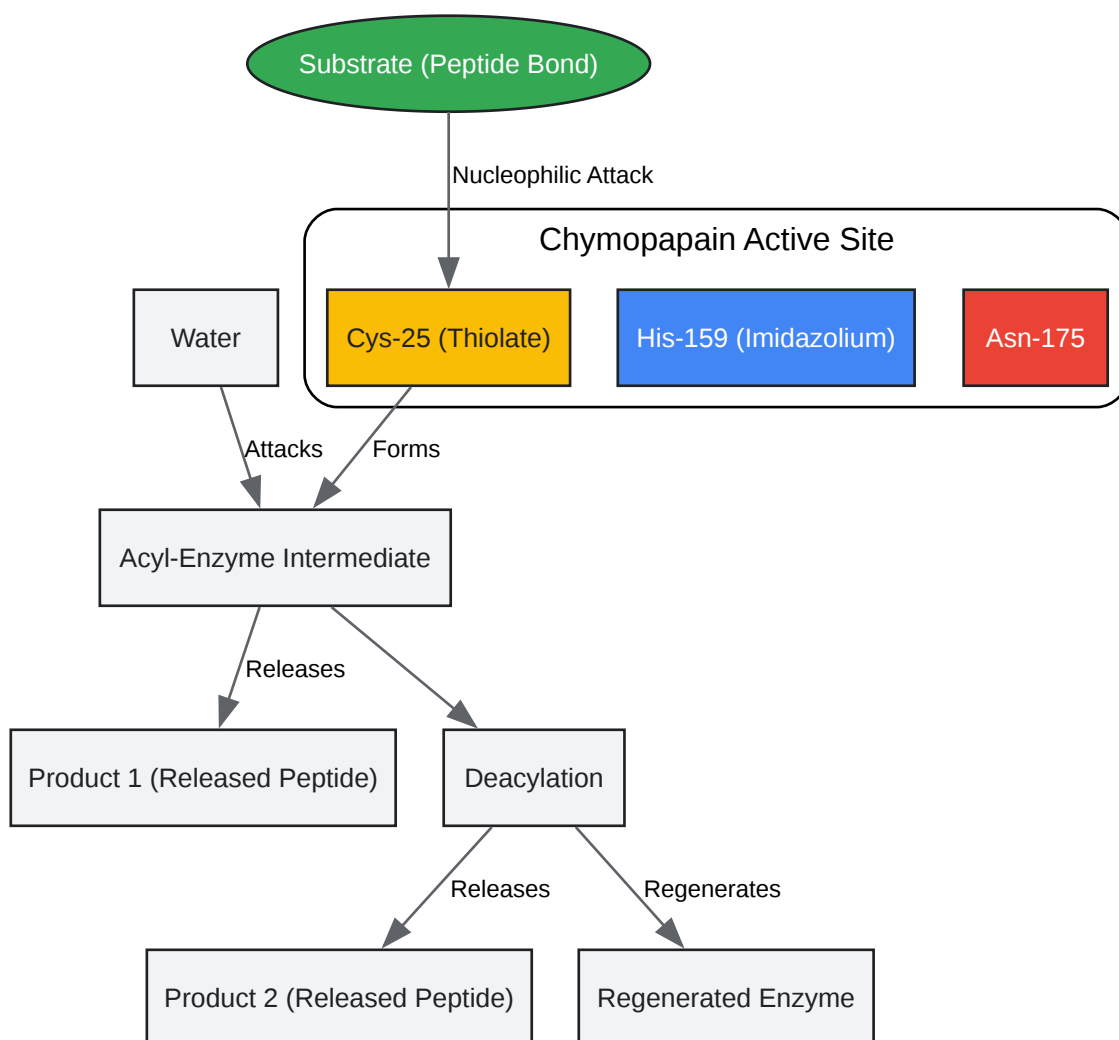 Substrate (Peptide Bond)
Nucleophilic Attack
Chymopapain Active Site
Water
Cys-25 (Thiolate)
His-159 (Imidazolium)
Asn-175
Attacks
Forms
Acyl-Enzyme Intermediate
Releases
Product 1 (Released Peptide)
Deacylation
Releases
Regenerates
Product 2 (Released Peptide)
Regenerated Enzyme